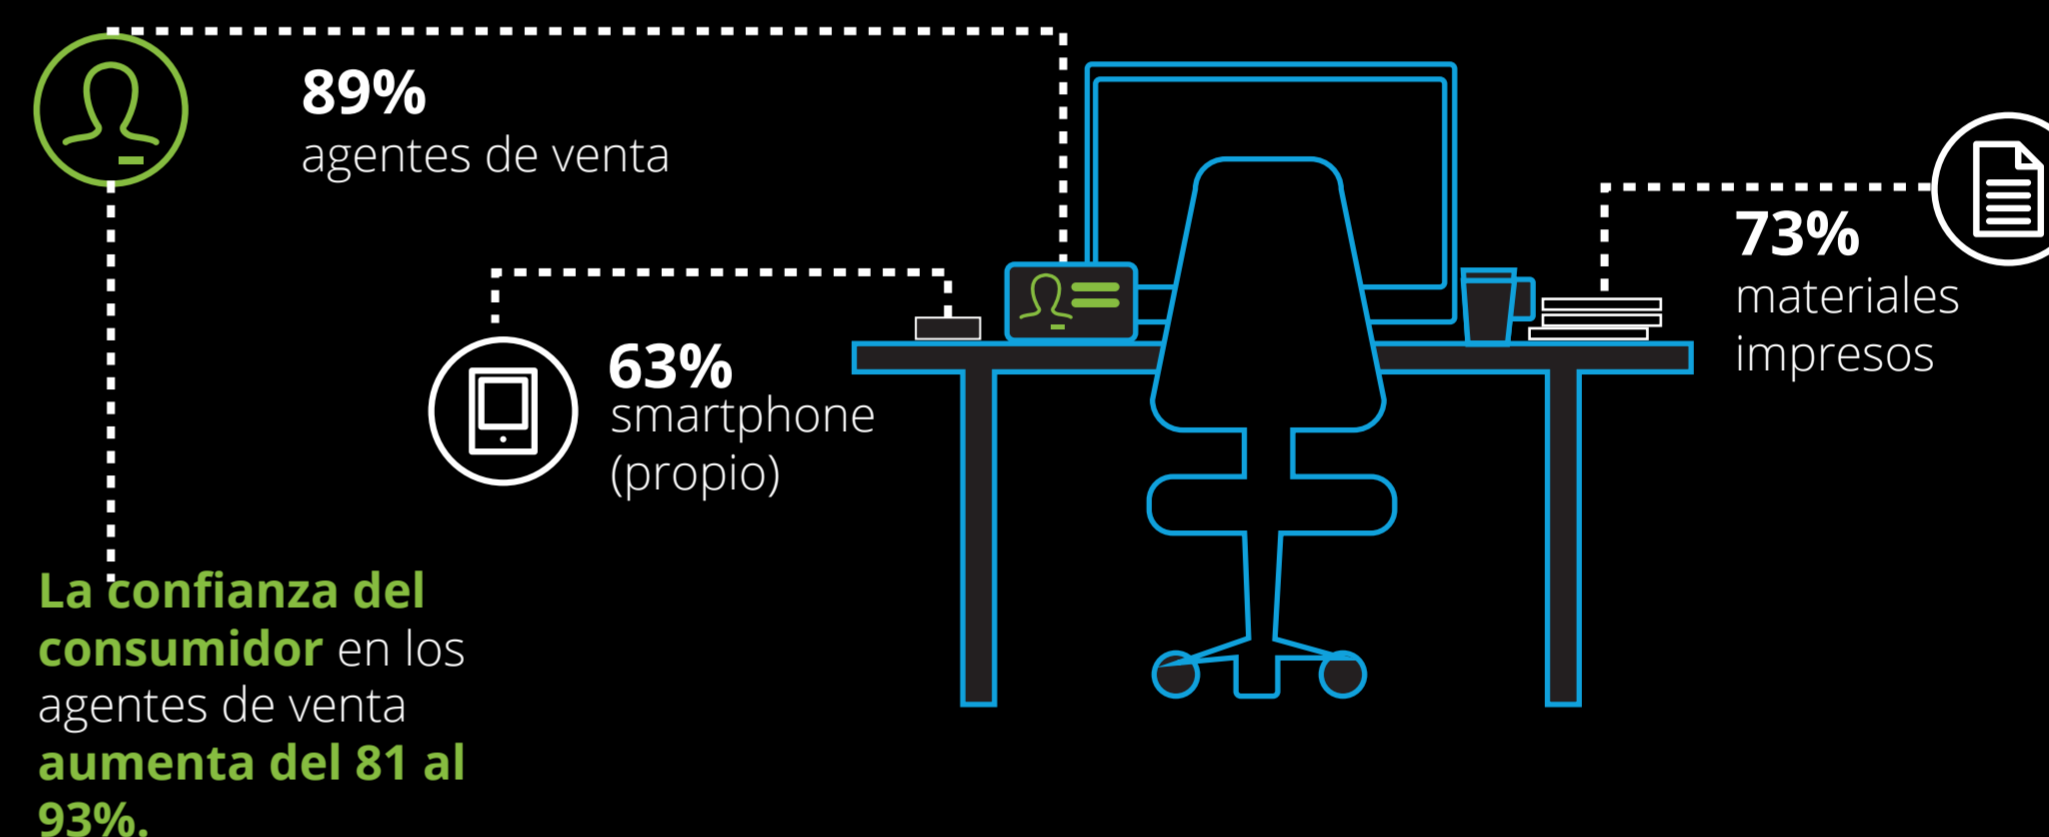 89%
agentes de venta
63%
smartphone
(propio)
73%
materiales
impresos
La confianza del
consumidor en los
agentes de venta
aumenta del 81 al
93%.